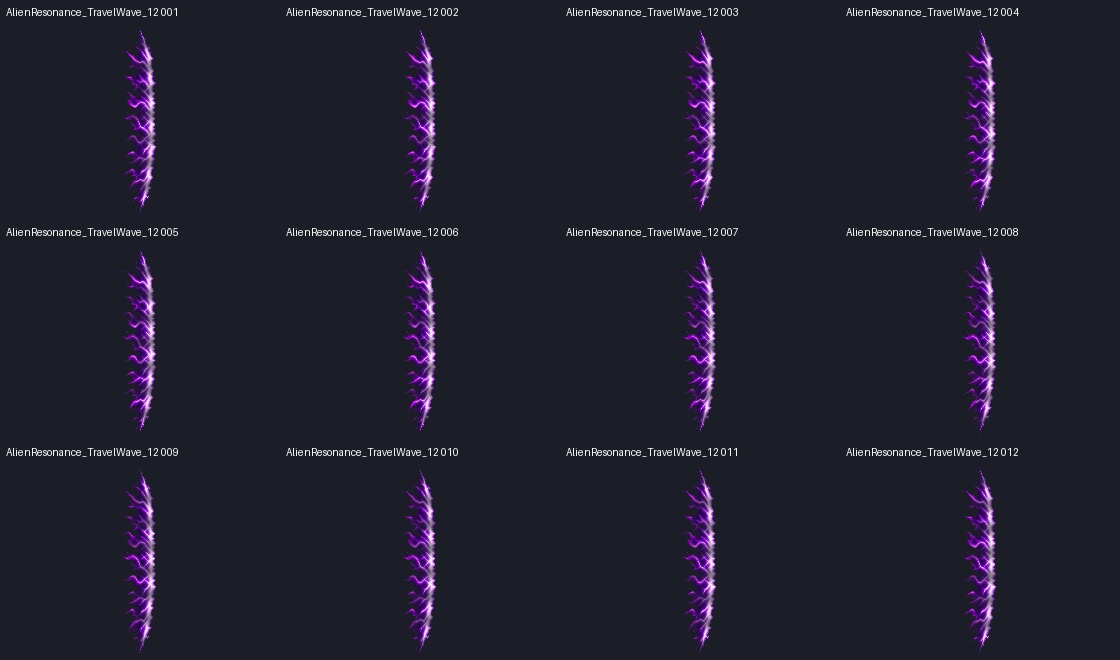 AlienResonance_TravelWave_12 001
AlienResonance_TravelWave_12 002
AlienResonance_TravelWave_12 003
AlienResonance_TravelWave_12 004
AlienResonance_TravelWave_12 005
AlienResonance_TravelWave_12 006
AlienResonance_TravelWave_12 007
AlienResonance_TravelWave_12 008
AlienResonance_TravelWave_12 009
AlienResonance_TravelWave_12 010
AlienResonance_TravelWave_12 011
AlienResonance_TravelWave_12 012